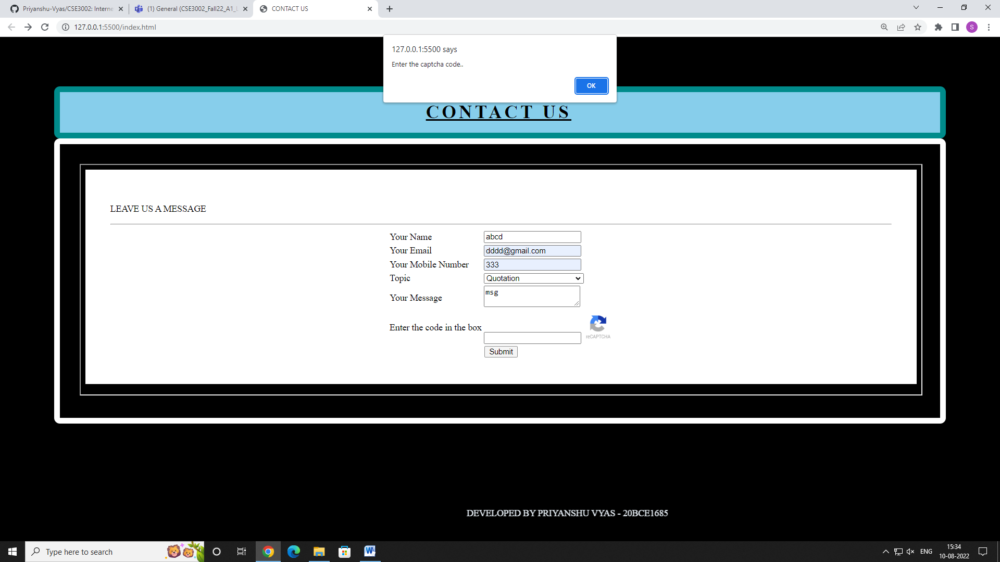 Priyanshu-Vyas/CSE3002: Interne
(1) General (CSE3002_Fall22_A1_L
CONTACT US
127.0.0.1:5500/index.html
S
127.0.0.1:5500 says
Enter the captcha code..
OK
CONTACT US
LEAVE US A MESSAGE
Your Name abcd
Your Email dddd@gmail.com
Your Mobile Number 333
Topic Quotation
Your Message msg
Enter the code in the box
reCAPTCHA
Submit
DEVELOPED BY PRIYANSHU VYAS - 20BCE1685
Type here to search
ENG
15:34
10-08-2022